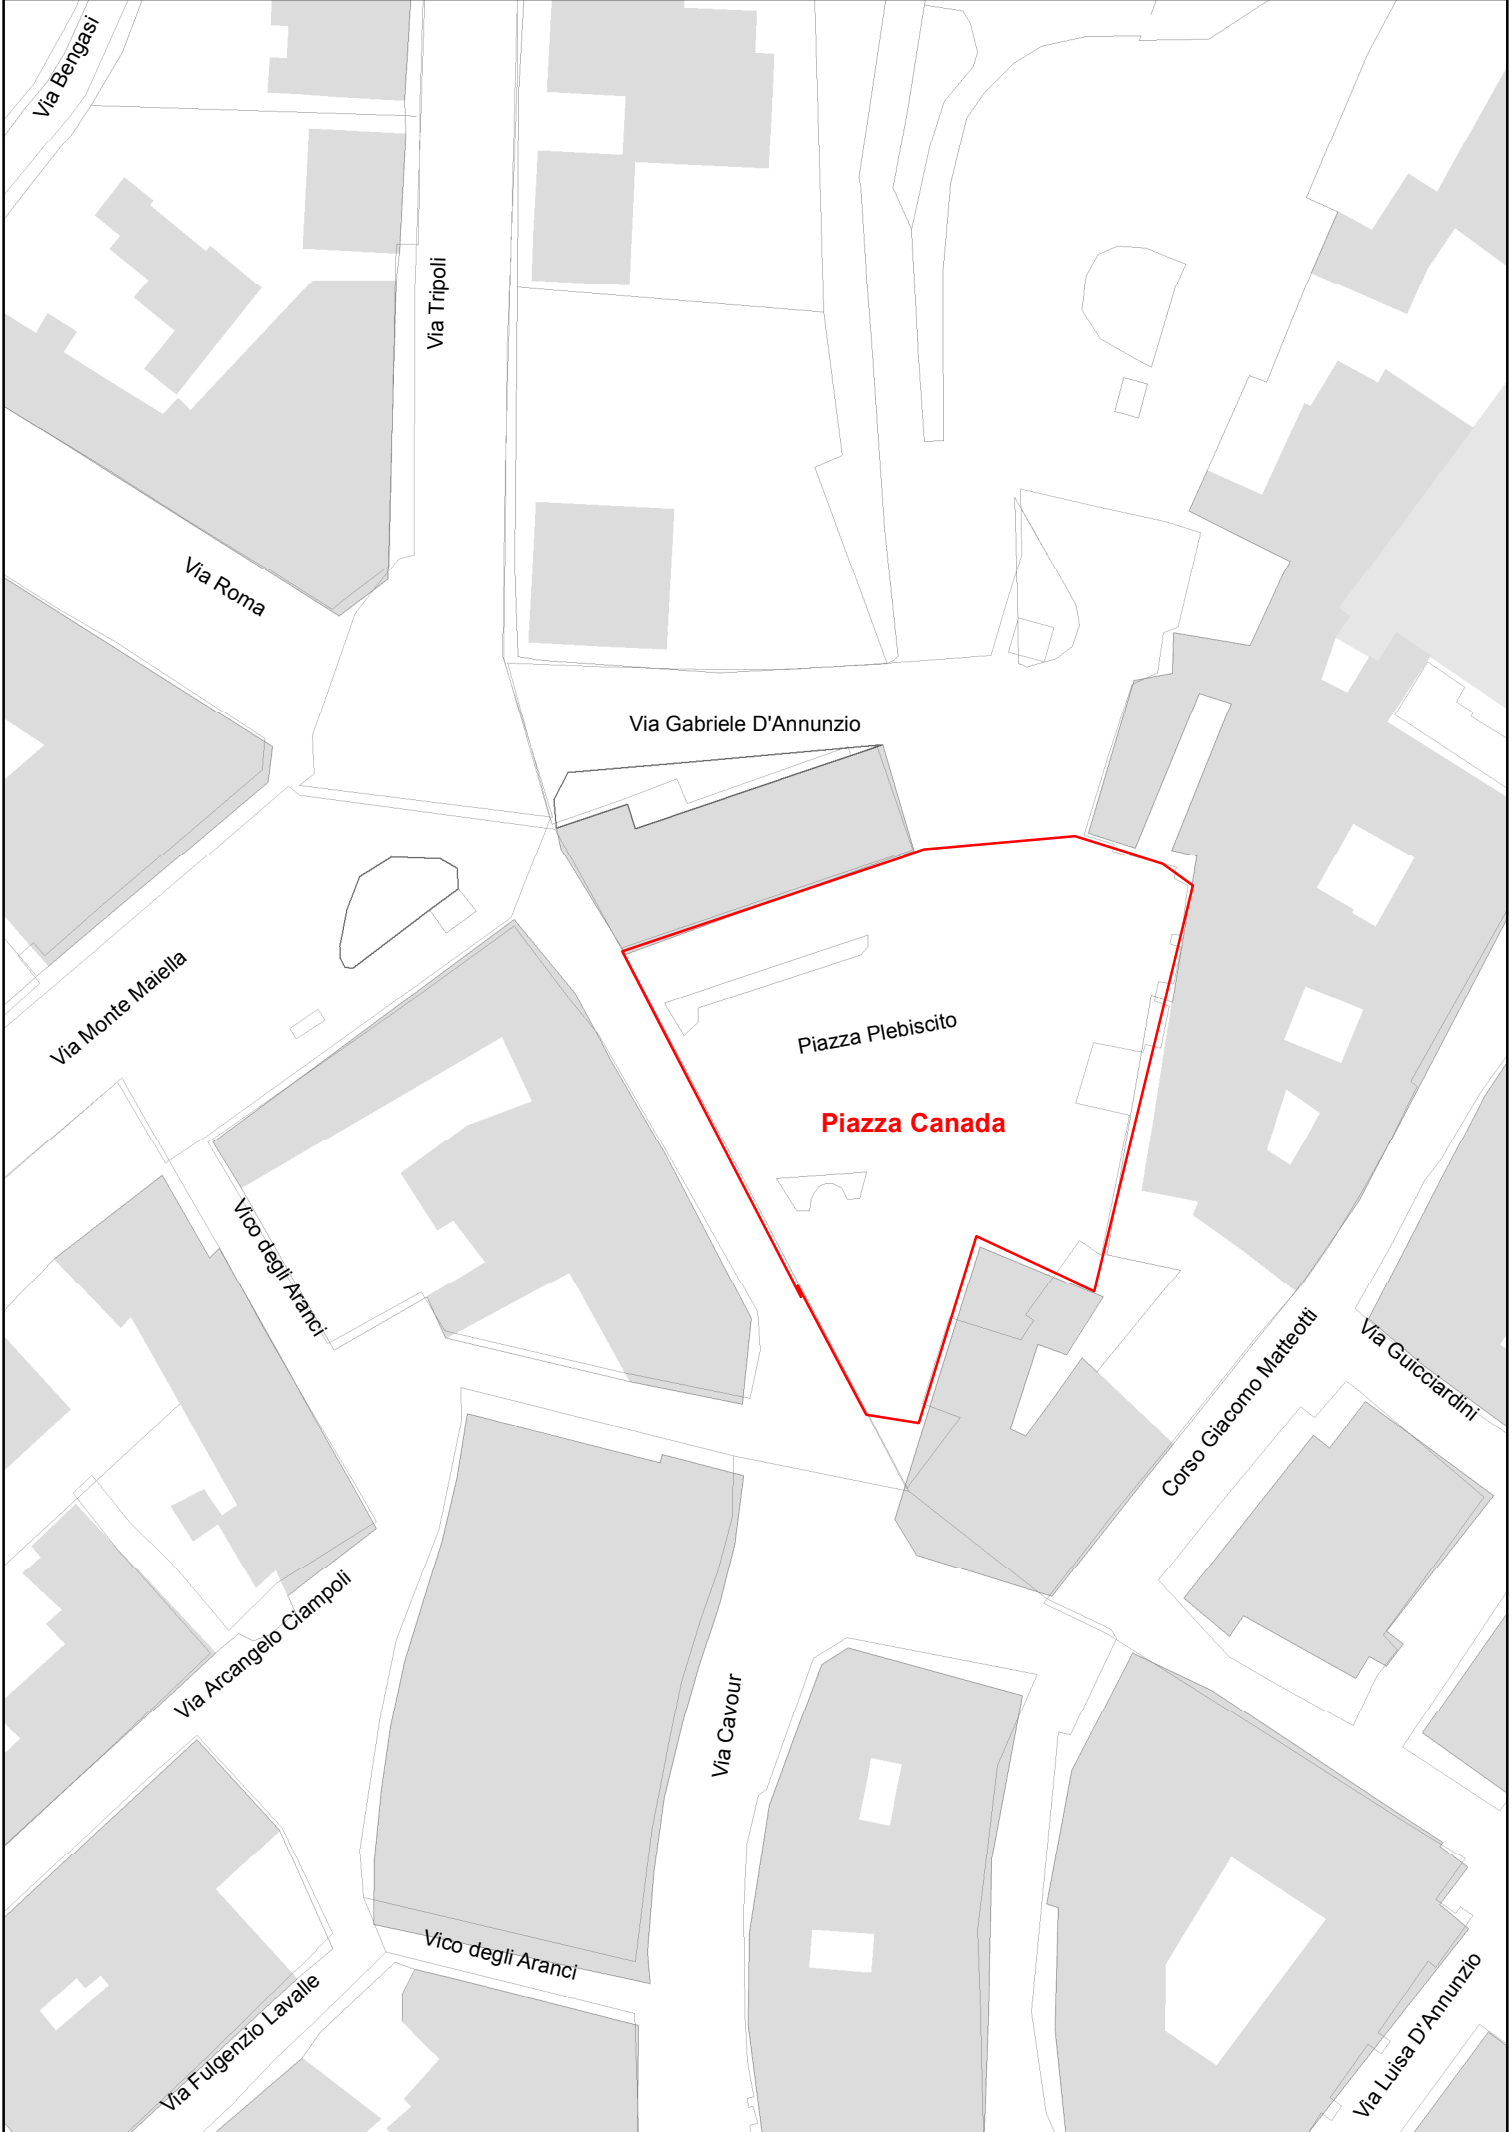 Via Bengasi
Via Tripoli
Via Roma
Via Gabriele D'Annunzio
Via Monte Maiella
Piazza Plebiscito
Piazza Canada
Vico degli Aranci
Corso Giacomo Matteotti
Via Guicciardini
Via Arcangelo Ciampoli
Via Cavour
Vico degli Aranci
Via Fulgenzio Lavalle
Via Luisa D'Annunzio